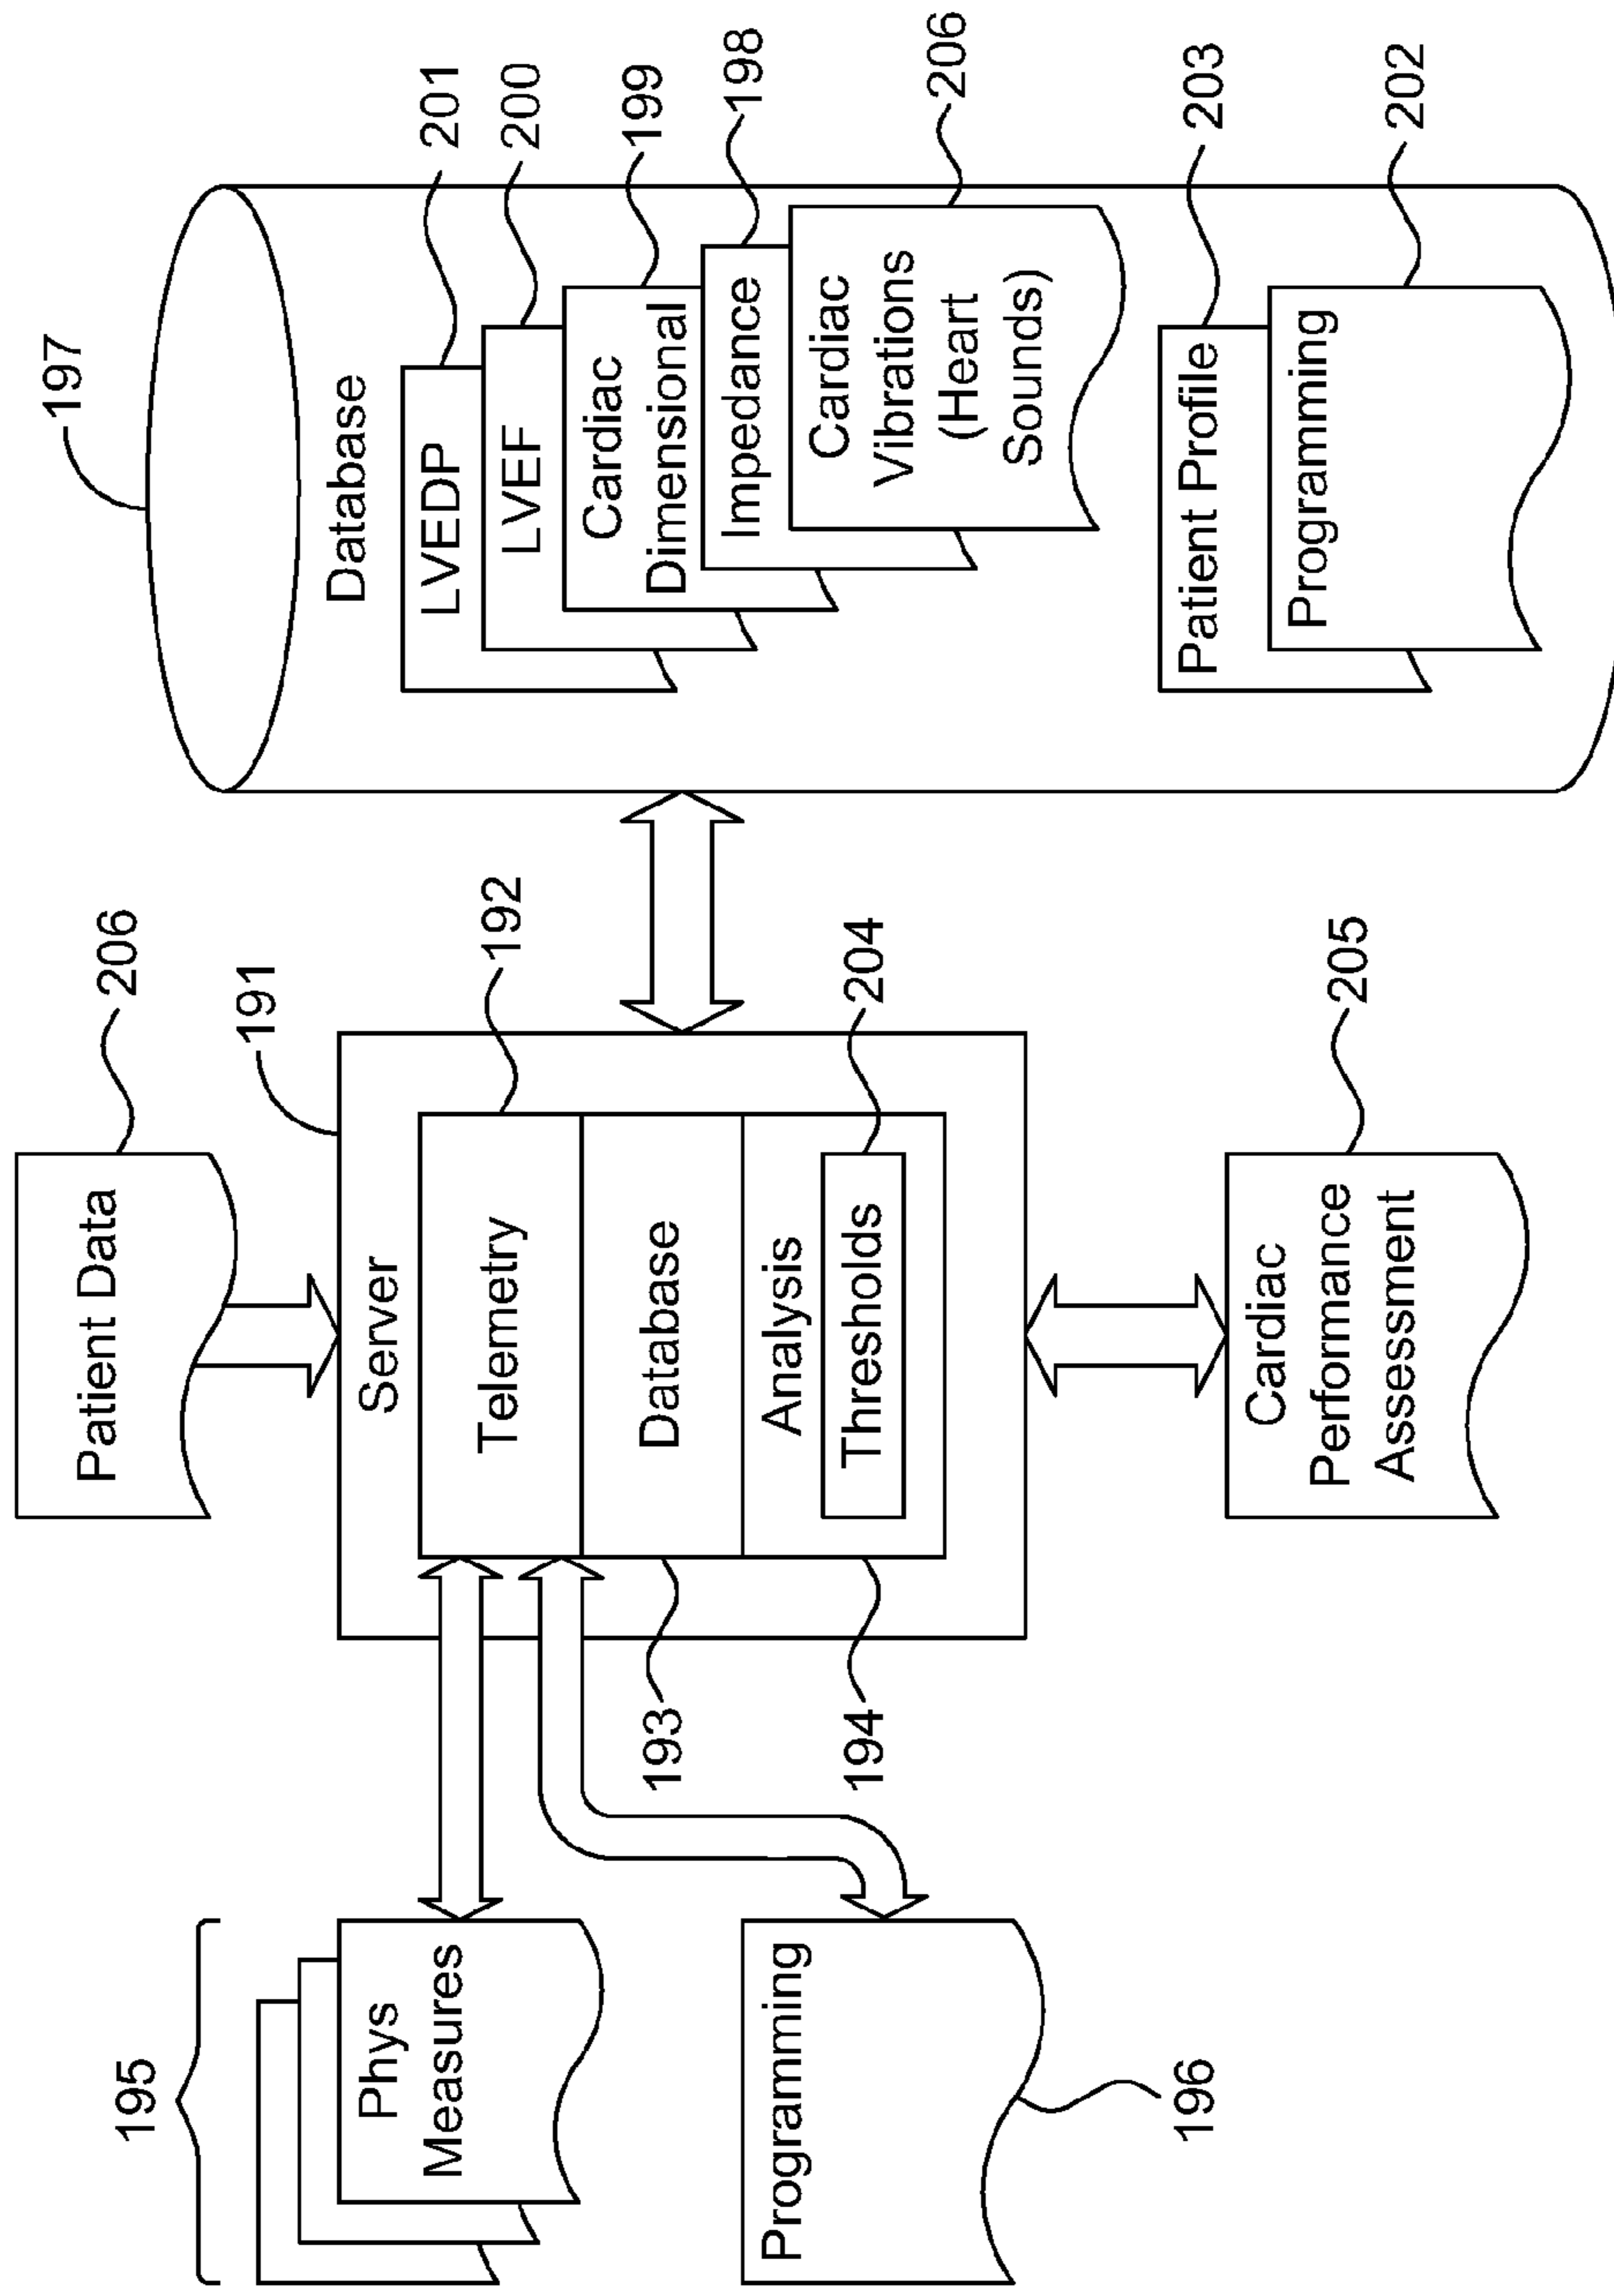 197
Patient Data
206
191
Server
Telemetry
192
Database
193
Analysis
Thresholds
204
194
195
Phys
Measures
Programming
196
Cardiac
Performance
Assessment
205
Database
LVEDP
201
LVEF
200
Cardiac
Dimensional
199
Impedance
198
Cardiac
Vibrations
(Heart
Sounds)
206
Patient Profile
203
Programming
202